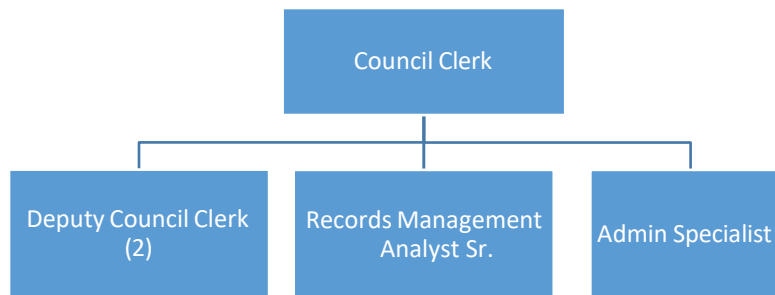 Council Clerk
Deputy Council Clerk
(2)
Records Management
Analyst Sr.
Admin Specialist